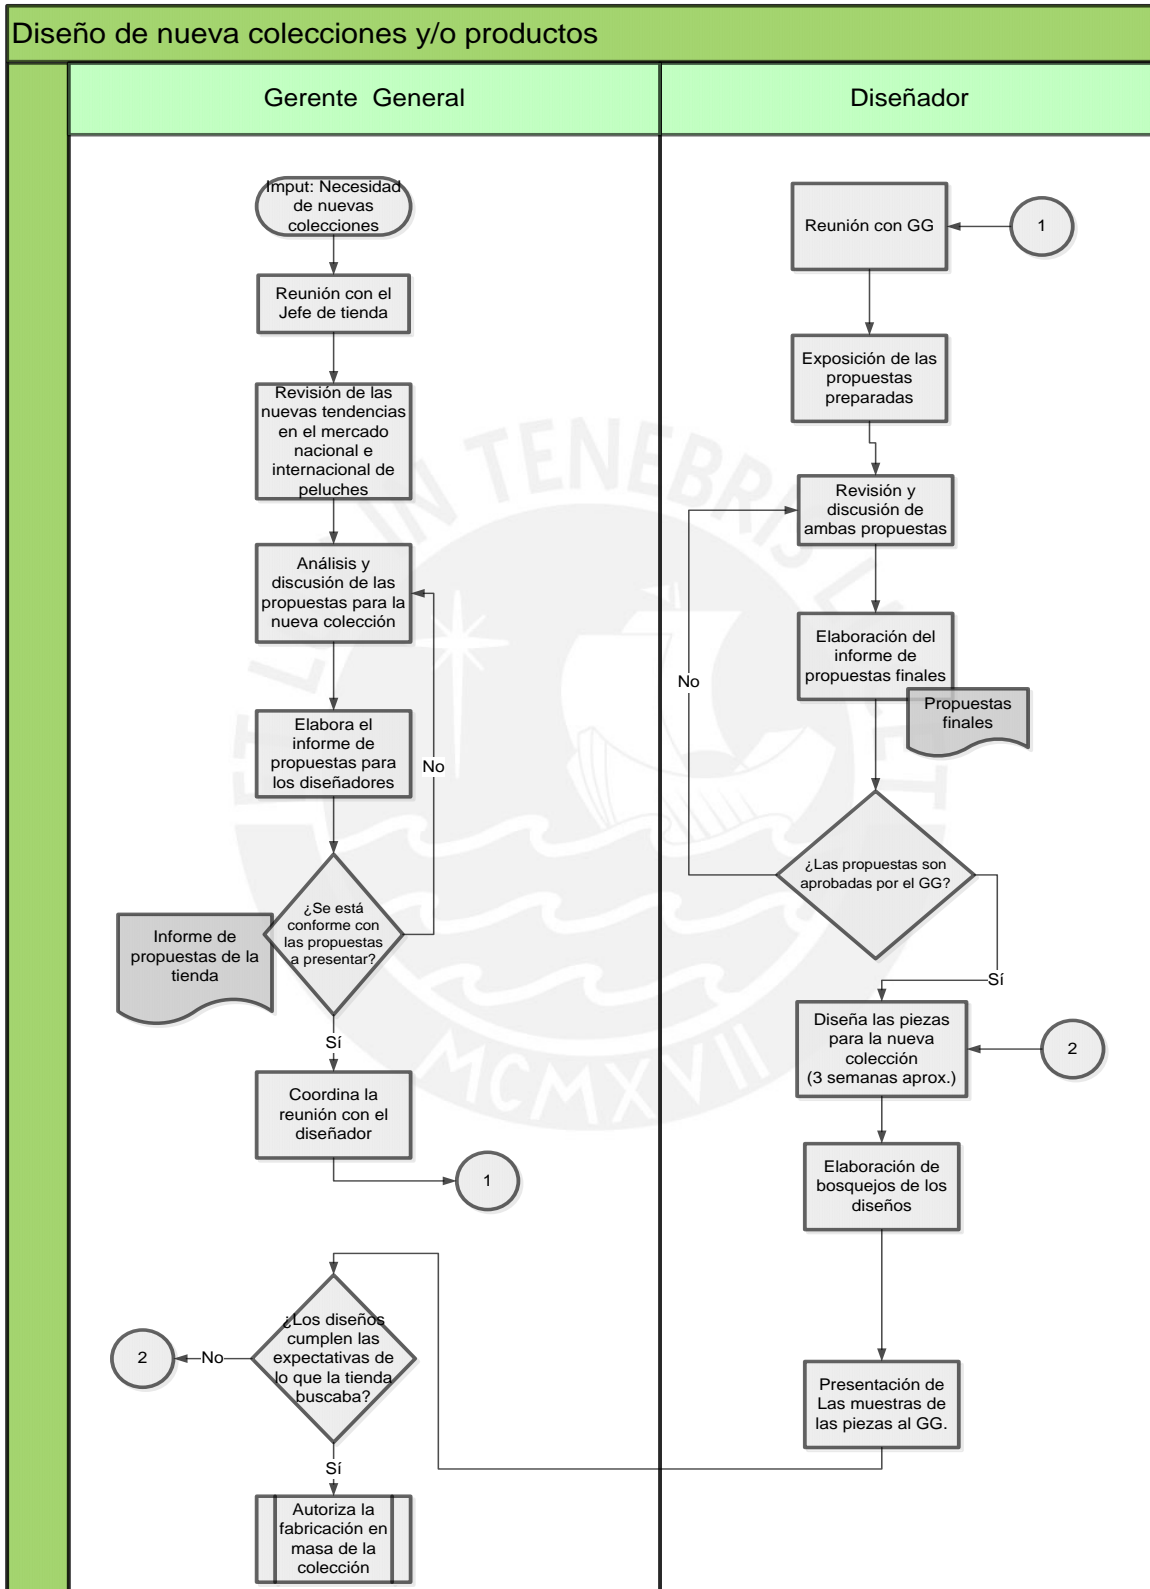 Diseño de nueva colecciones y/o productos
Gerente General
Diseñador
Imput: Necesidad
de nuevas
colecciones
Reunión con el
Jefe de tienda
Revisión de las
nuevas tendencias
en el mercado
nacional e
internacional de
peluches
Análisis y
discusión de las
propuestas para la
nueva colección
Elabora el
informe de
propuestas para
los diseñadores
No
¿Se está
conforme con
las propuestas
a presentar?
Informe de
propuestas de la
tienda
Sí
Coordina la
reunión con el
diseñador
1
¿Los diseños
cumplen las
expectativas de
lo que la tienda
buscaba?
No
2
Sí
Autoriza la
fabricación en
masa de la
colección
Reunión con GG
1
Exposición de las
propuestas
preparadas
Revisión y
discusión de
ambas propuestas
Elaboración del
informe de
propuestas finales
Propuestas
finales
No
¿Las propuestas son
aprobadas por el GG?
Sí
Diseña las piezas
para la nueva
colección
(3 semanas aprox.)
2
Elaboración de
bosquejos de los
diseños
Presentación de
Las muestras de
las piezas al GG.
ET LUX IN TENEBRIS LUCET
MCMXVII